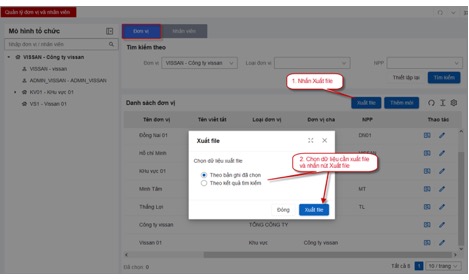 Quản lý đơn vị và nhân viên
Mô hình tổ chức
nhập đơn vị / nhân viên
VISSAN - Công ty vissan
VISSAN - vissan
ADMIN_VISSAN - ADMIN_VISSAN
KV01 - KHu vực 01
VS1 - Vissan 01
Đơn vị
Nhân viên
Tìm kiếm theo
Đơn vị
VISSAN - Công ty vissan
Loại đơn vị
NPP
Thiết lập lại
Tìm kiếm
1. Nhấn Xuất file
Danh sách đơn vị
Xuất file
Thêm mới
Tên đơn vị
Tên viết tắt
Loại đơn vị
Đơn vị cha
NPP
Thao tác
Đồng Nai 01
DN01
Hồ chí Minh
Khu vực 01
Minh Tâm
MT
Thắng Lợi
TL
Công ty vissan
TỔNG CÔNG TY
Vissan 01
Khu vực
Công ty vissan
Xuất file
Chọn dữ liệu xuất file
Theo bản ghi đã chọn
Theo kết quả tìm kiếm
Đóng
Xuất file
2. Chọn dữ liệu cần xuất file
và nhấn nút Xuất file
Đã chọn: 0
Tất cả 8
1
10 / trang